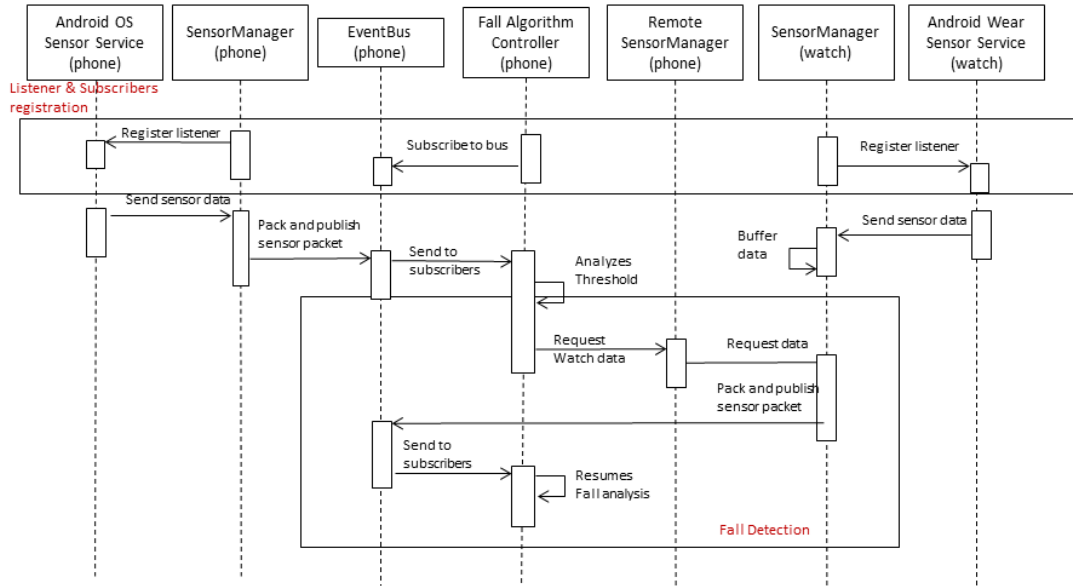 Android OS
Sensor Service
(phone)
SensorManager
(phone)
EventBus
(phone)
Fall Algorithm
Controller
(phone)
Remote
SensorManager
(phone)
SensorManager
(watch)
Android Wear
Sensor Service
(watch)
Listener & Subscribers
registration
Register listener
Subscribe to bus
Register listener
Send sensor data
Pack and publish
sensor packet
Send to
subscribers
Analyzes
Threshold
Buffer
data
Send sensor data
Request
Watch data
Request data
Pack and publish
sensor packet
Send to
subscribers
Resumes
Fall analysis
Fall Detection